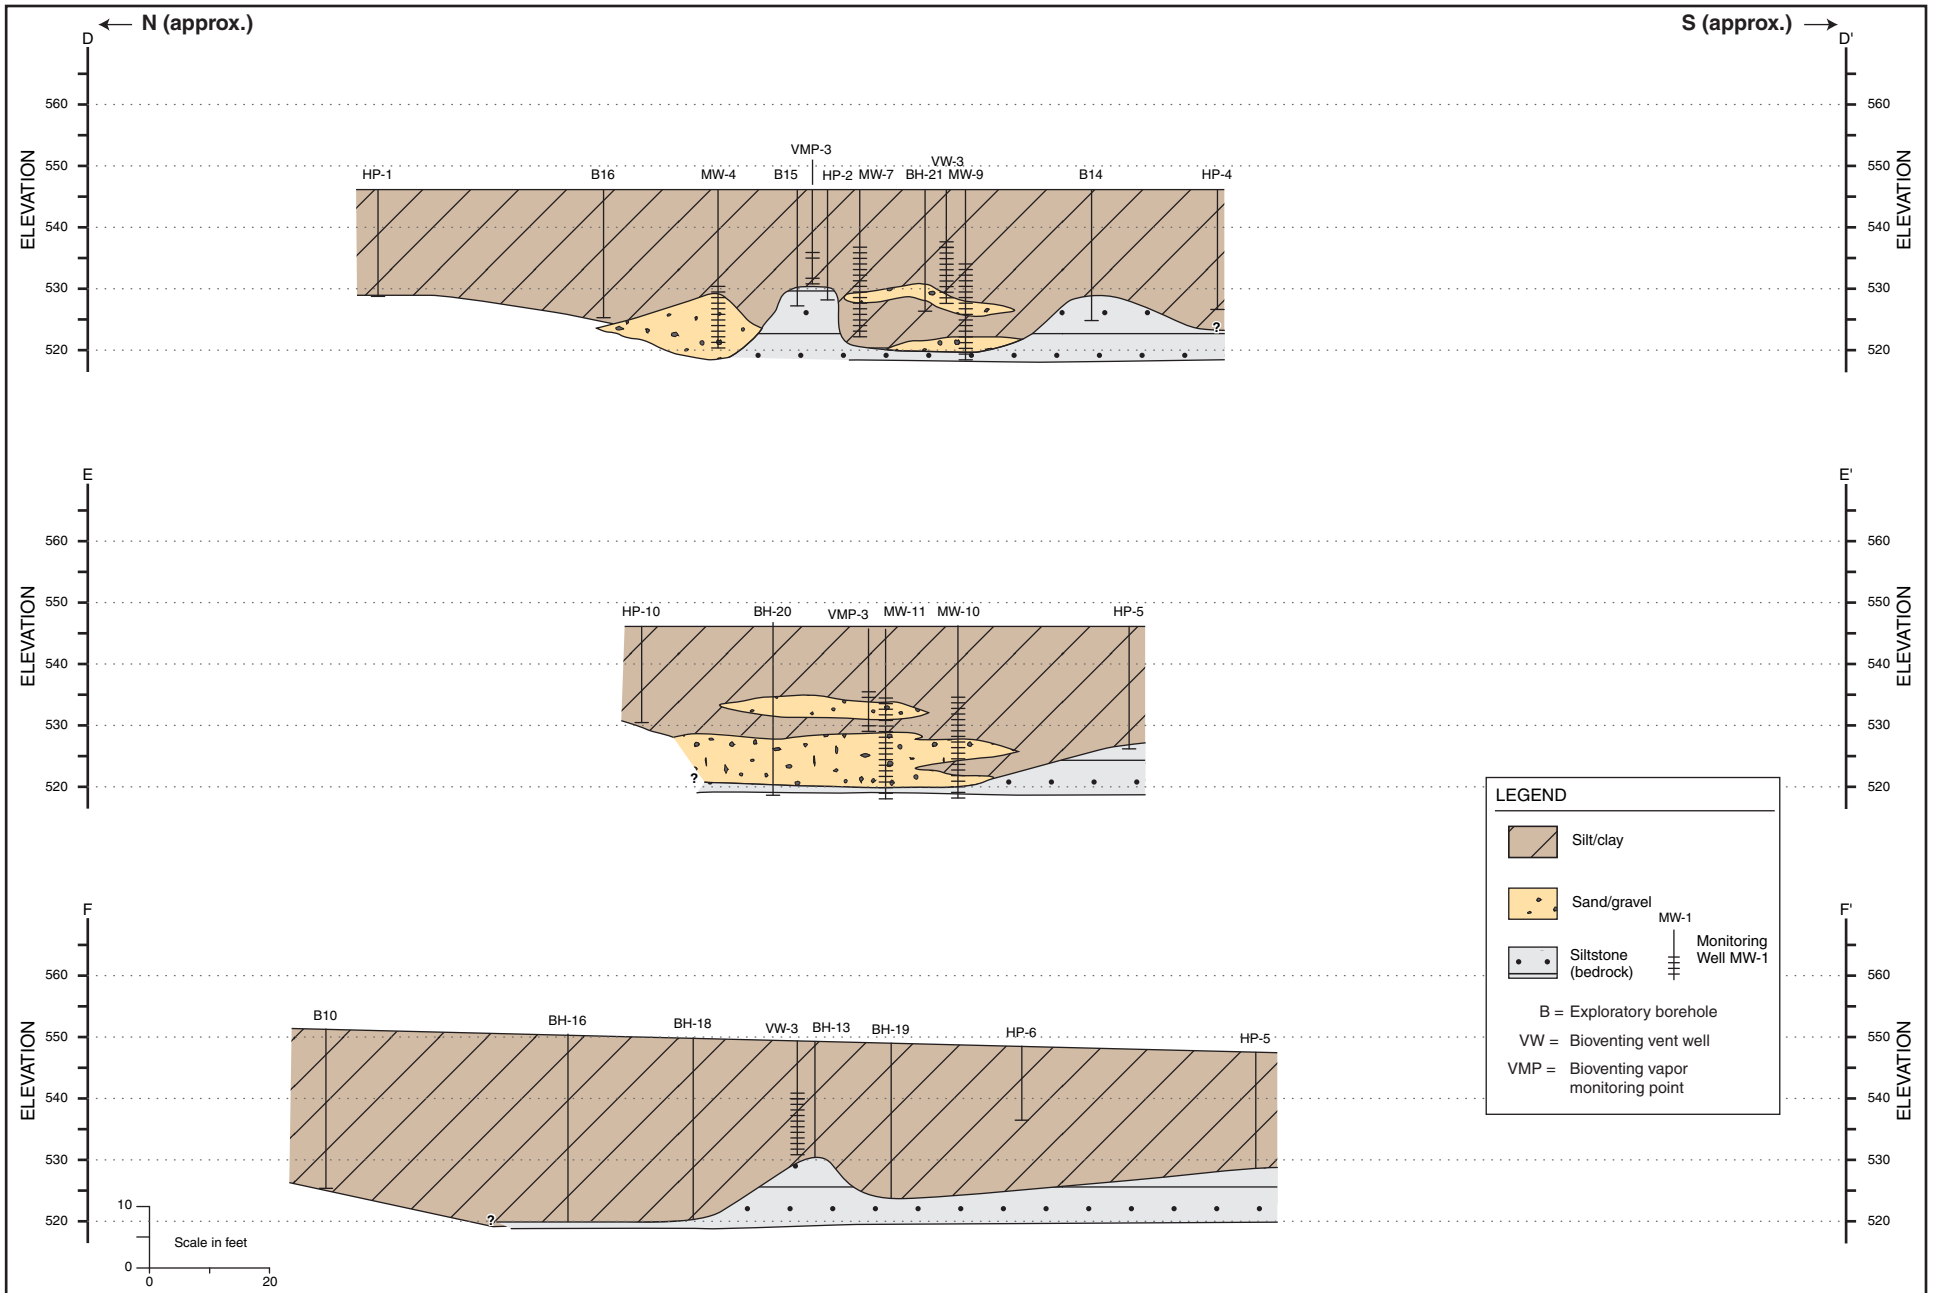 ← N (approx.)
S (approx.) →
D
D'
560
560
VMP-3
550
550
VW-3
HP-1
B16
MW-4
B15
HP-2
MW-7
BH-21
MW-9
B14
HP-4
ELEVATION
ELEVATION
540
540
530
530
?
520
520
E
E'
560
560
550
550
HP-10
BH-20
VMP-3
MW-11
MW-10
HP-5
ELEVATION
ELEVATION
540
540
530
530
?
520
520
LEGEND
Silt/clay
Sand/gravel
MW-1
Siltstone
(bedrock)
Monitoring
Well MW-1
B = Exploratory borehole
VW = Bioventing vent well
VMP = Bioventing vapor
monitoring point
F
F'
560
560
B10
BH-16
BH-18
VW-3
BH-13
BH-19
HP-6
HP-5
550
550
ELEVATION
ELEVATION
540
540
530
530
?
520
520
10
Scale in feet
0
0
20